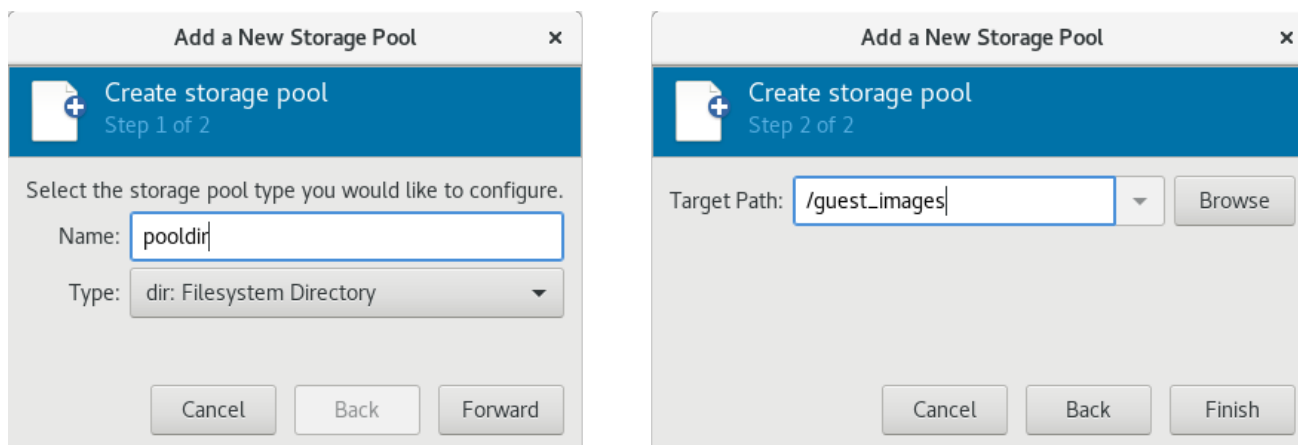 Add a New Storage Pool ×
Create storage pool
Step 1 of 2
Select the storage pool type you would like to configure.
Name: pooldir
Type: dir: Filesystem Directory
Cancel Back Forward
Add a New Storage Pool ×
Create storage pool
Step 2 of 2
Target Path: /guest_images Browse
Cancel Back Finish